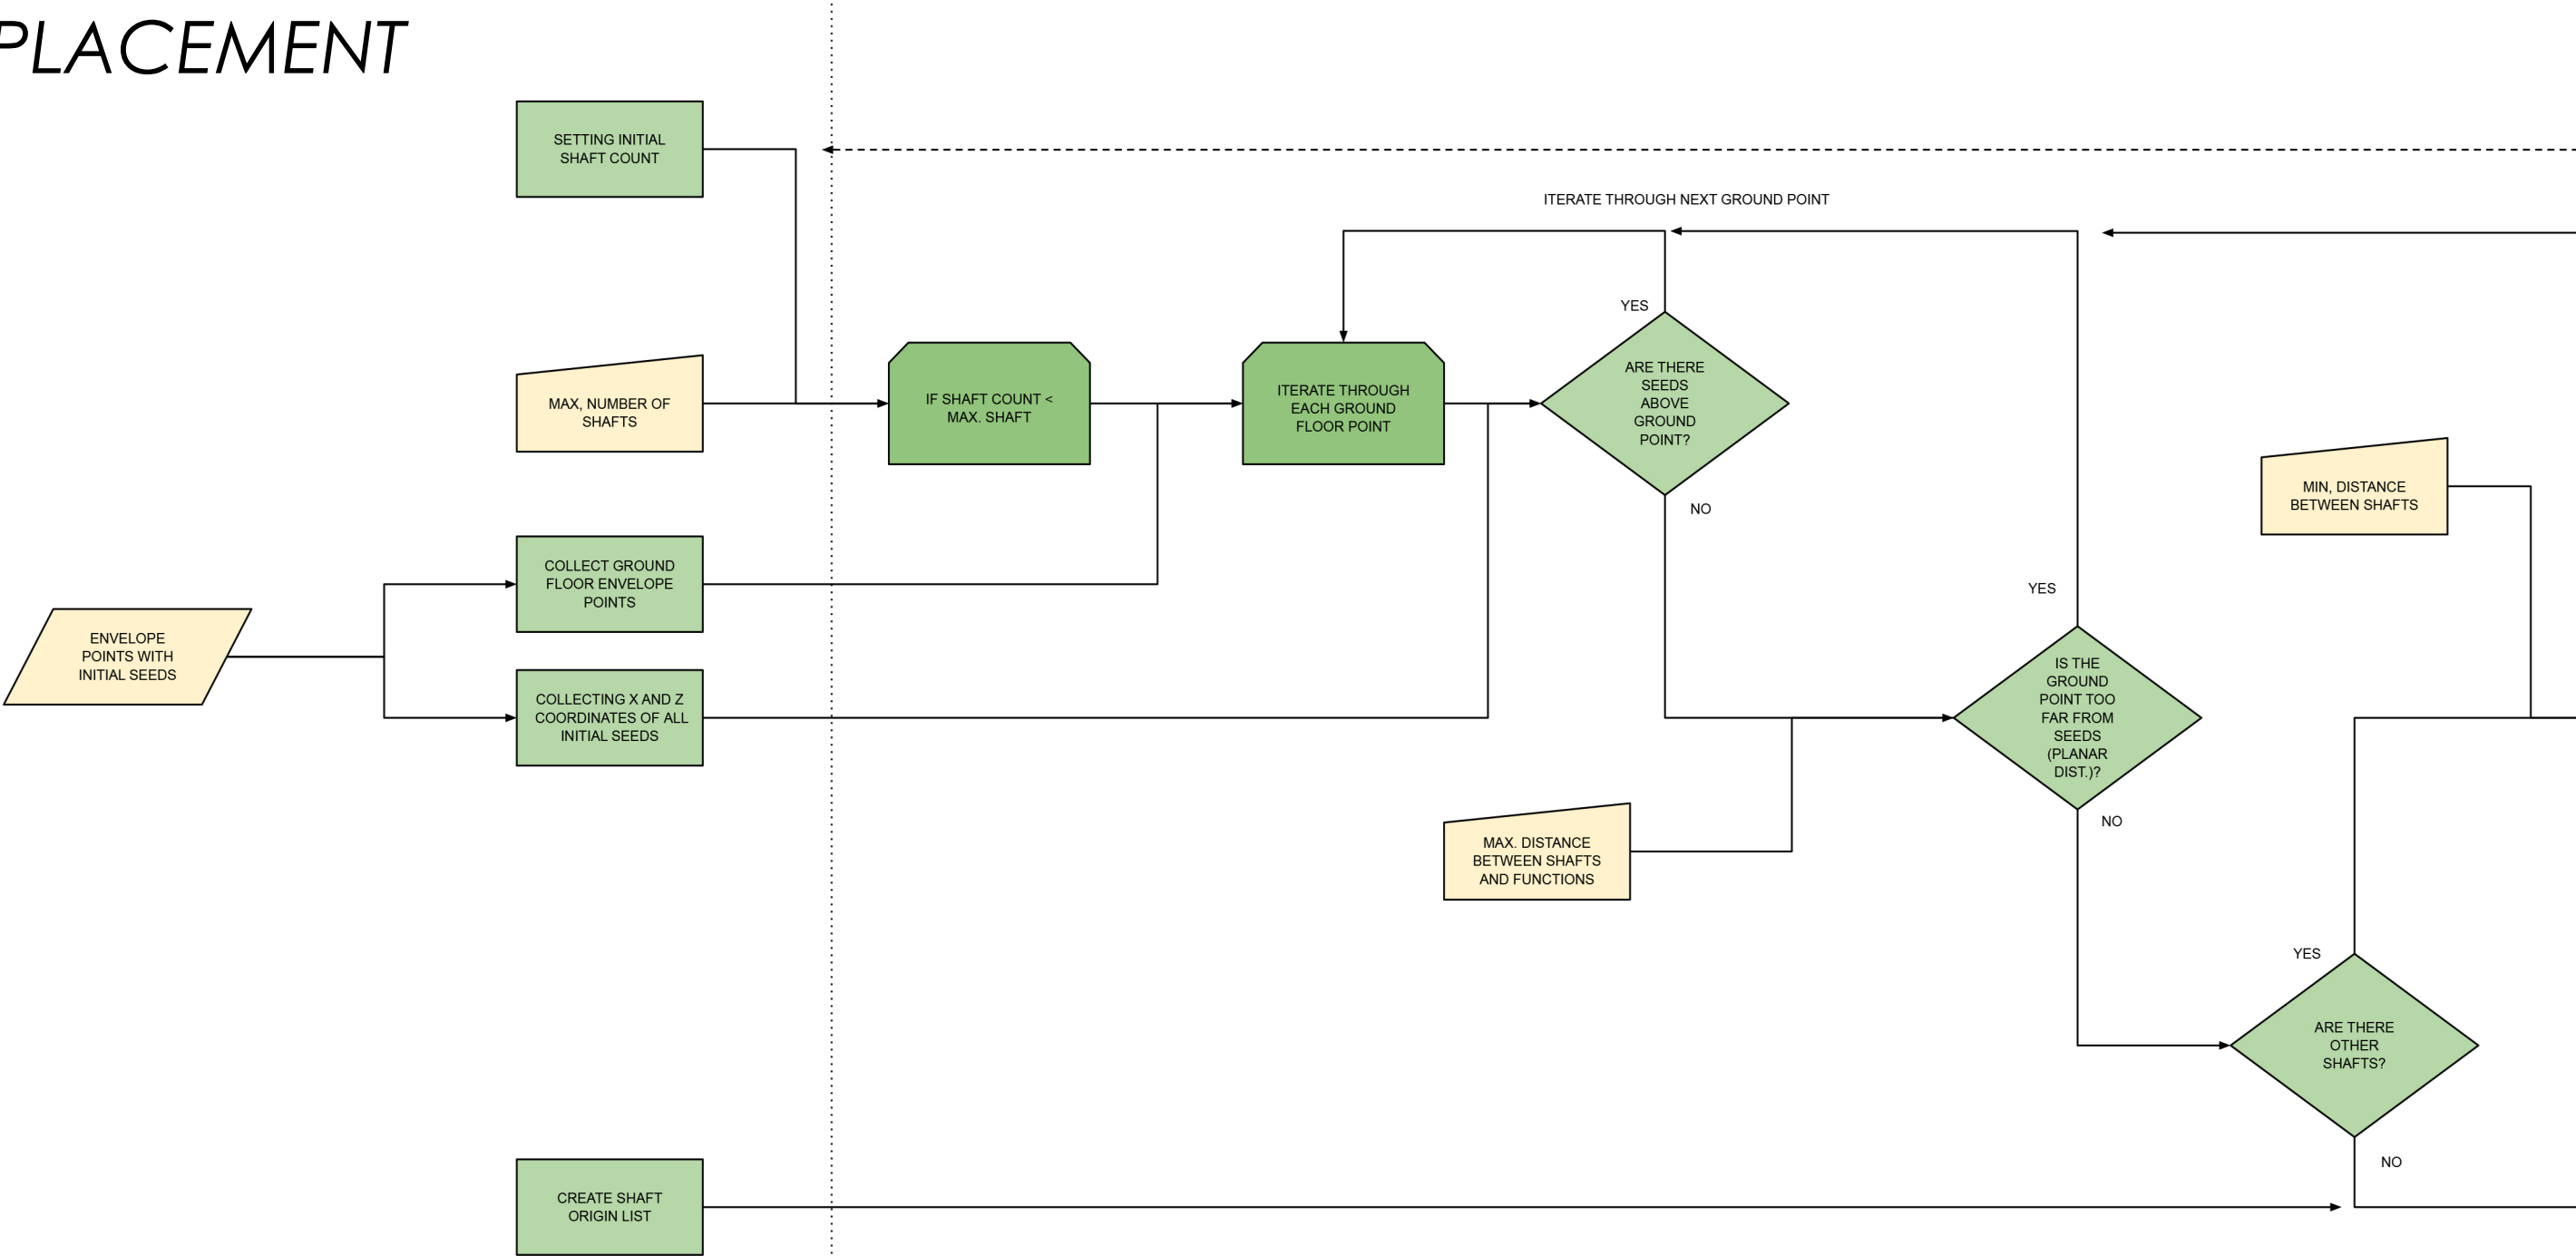 PLACEMENT
SETTING INITIAL
SHAFT COUNT
ITERATE THROUGH NEXT GROUND POINT
YES
MAX, NUMBER OF
SHAFTS
IF SHAFT COUNT <
MAX. SHAFT
ITERATE THROUGH
EACH GROUND
FLOOR POINT
ARE THERE
SEEDS
ABOVE
GROUND
POINT?
NO
MIN, DISTANCE
BETWEEN SHAFTS
COLLECT GROUND
FLOOR ENVELOPE
POINTS
YES
ENVELOPE
POINTS WITH
INITIAL SEEDS
COLLECTING X AND Z
COORDINATES OF ALL
INITIAL SEEDS
IS THE
GROUND
POINT TOO
FAR FROM
SEEDS
(PLANAR
DIST.)?
NO
MAX. DISTANCE
BETWEEN SHAFTS
AND FUNCTIONS
YES
ARE THERE
OTHER
SHAFTS?
NO
CREATE SHAFT
ORIGIN LIST